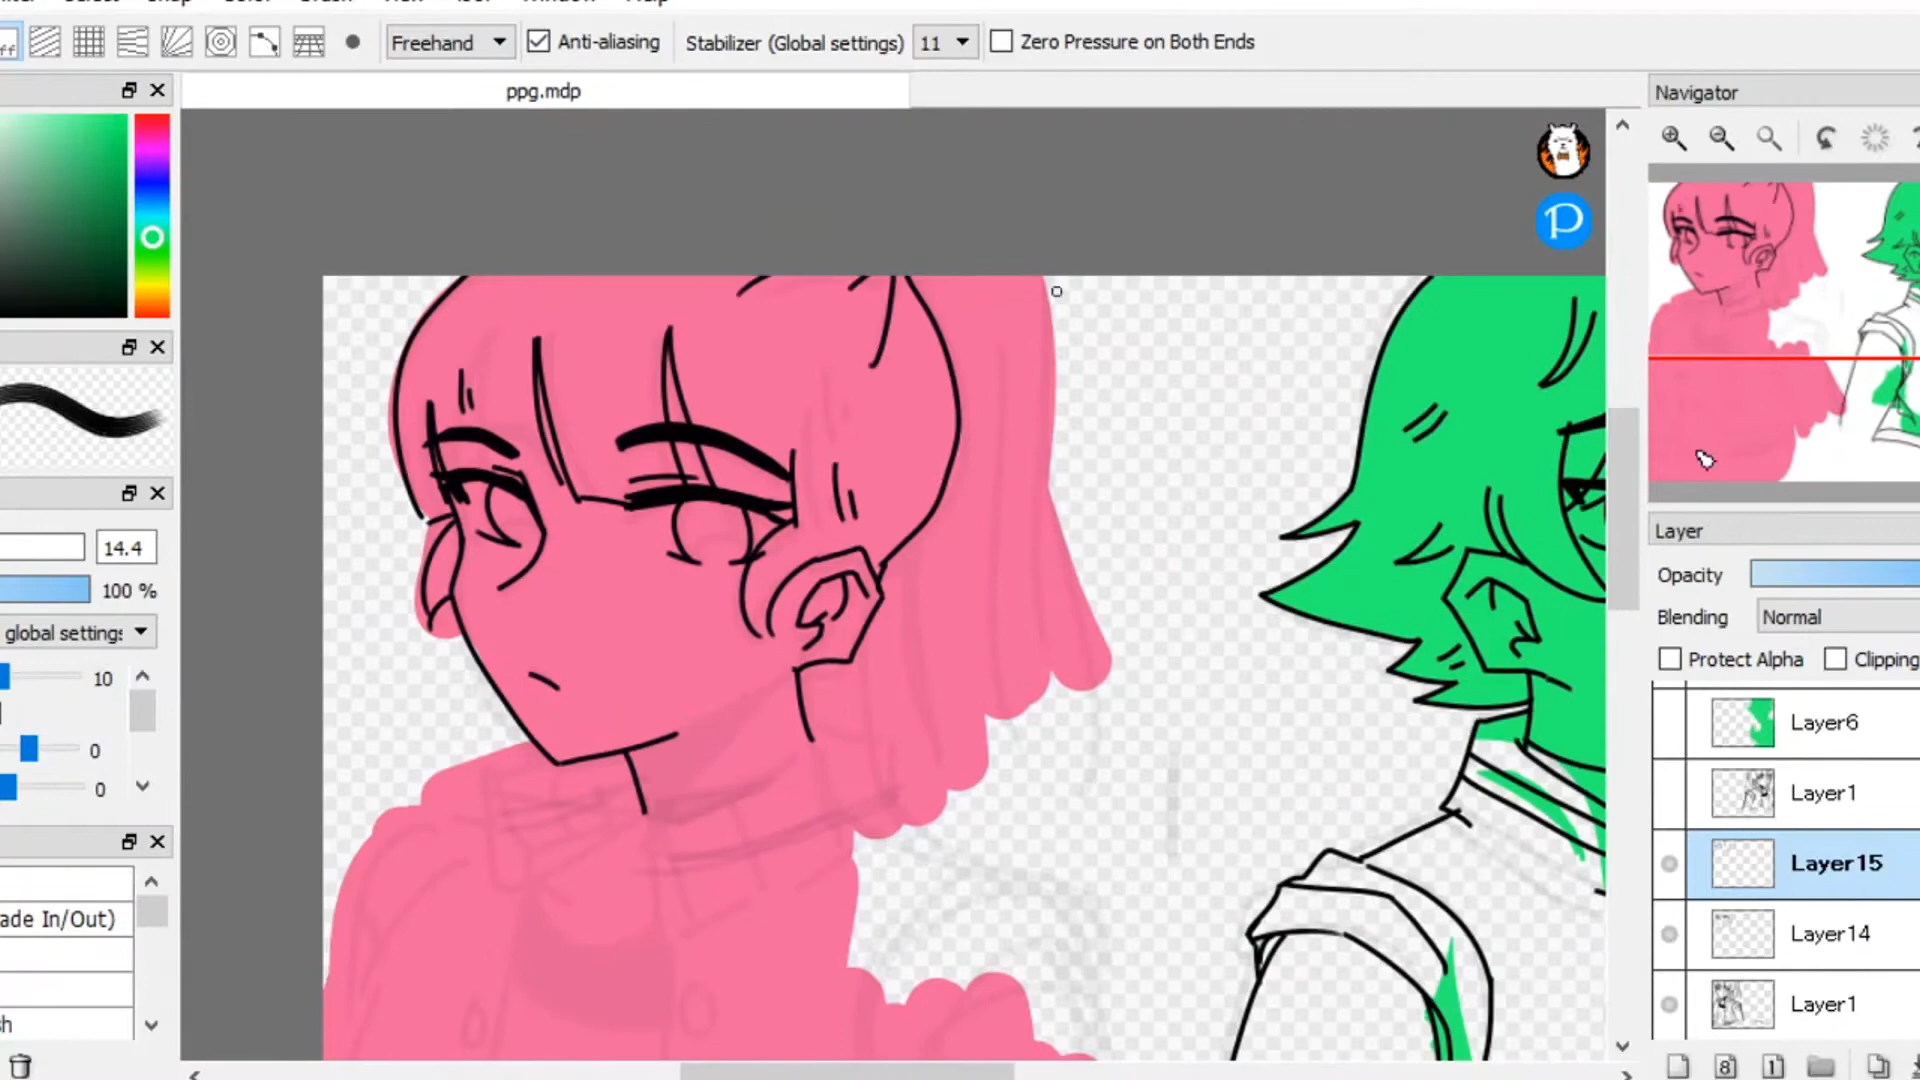 Freehand
Anti-aliasing
Stabilizer (Global settings)
11
Zero Pressure on Both Ends
ppg.mdp
Navigator
14.4
100 %
global settings
10
0
0
ade In/Out)
Layer
Opacity
Blending
Normal
Protect Alpha
Clipping
Layer6
Layer1
Layer15
Layer14
Layer1